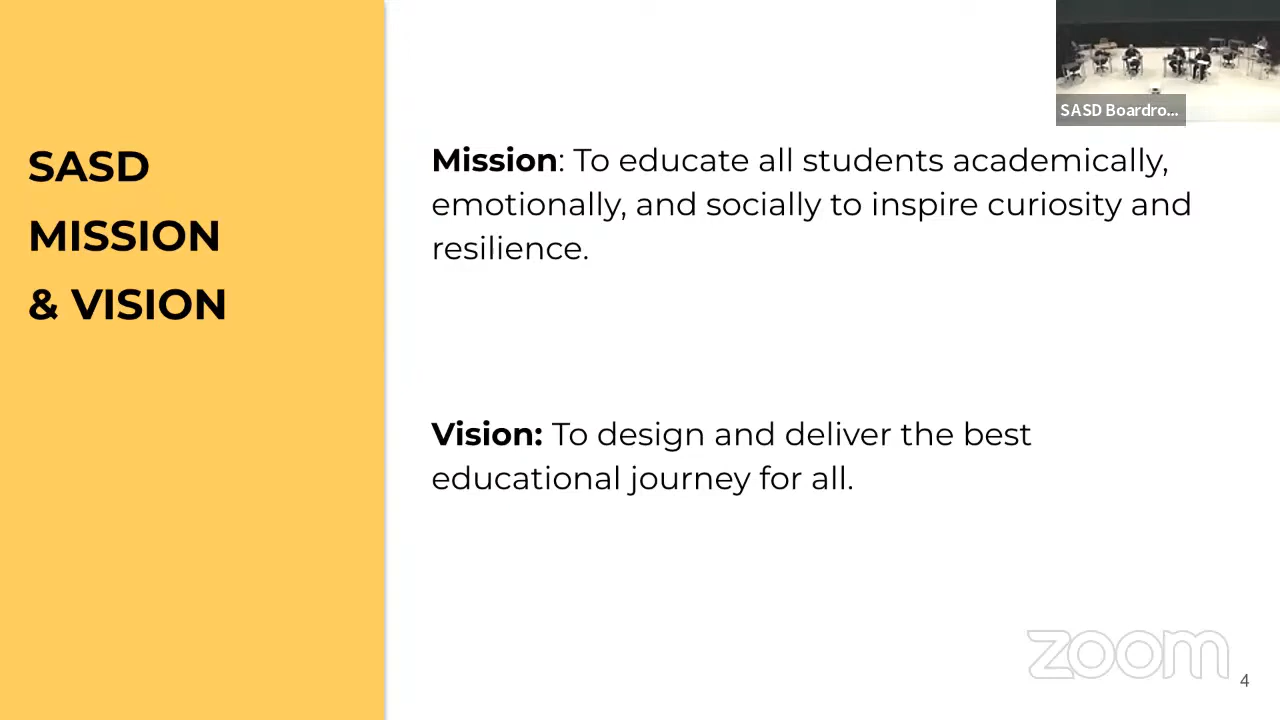 SASD Boardro...
SASD
MISSION
& VISION
Mission: To educate all students academically,
emotionally, and socially to inspire curiosity and
resilience.
Vision: To design and deliver the best
educational journey for all.
zoom
4